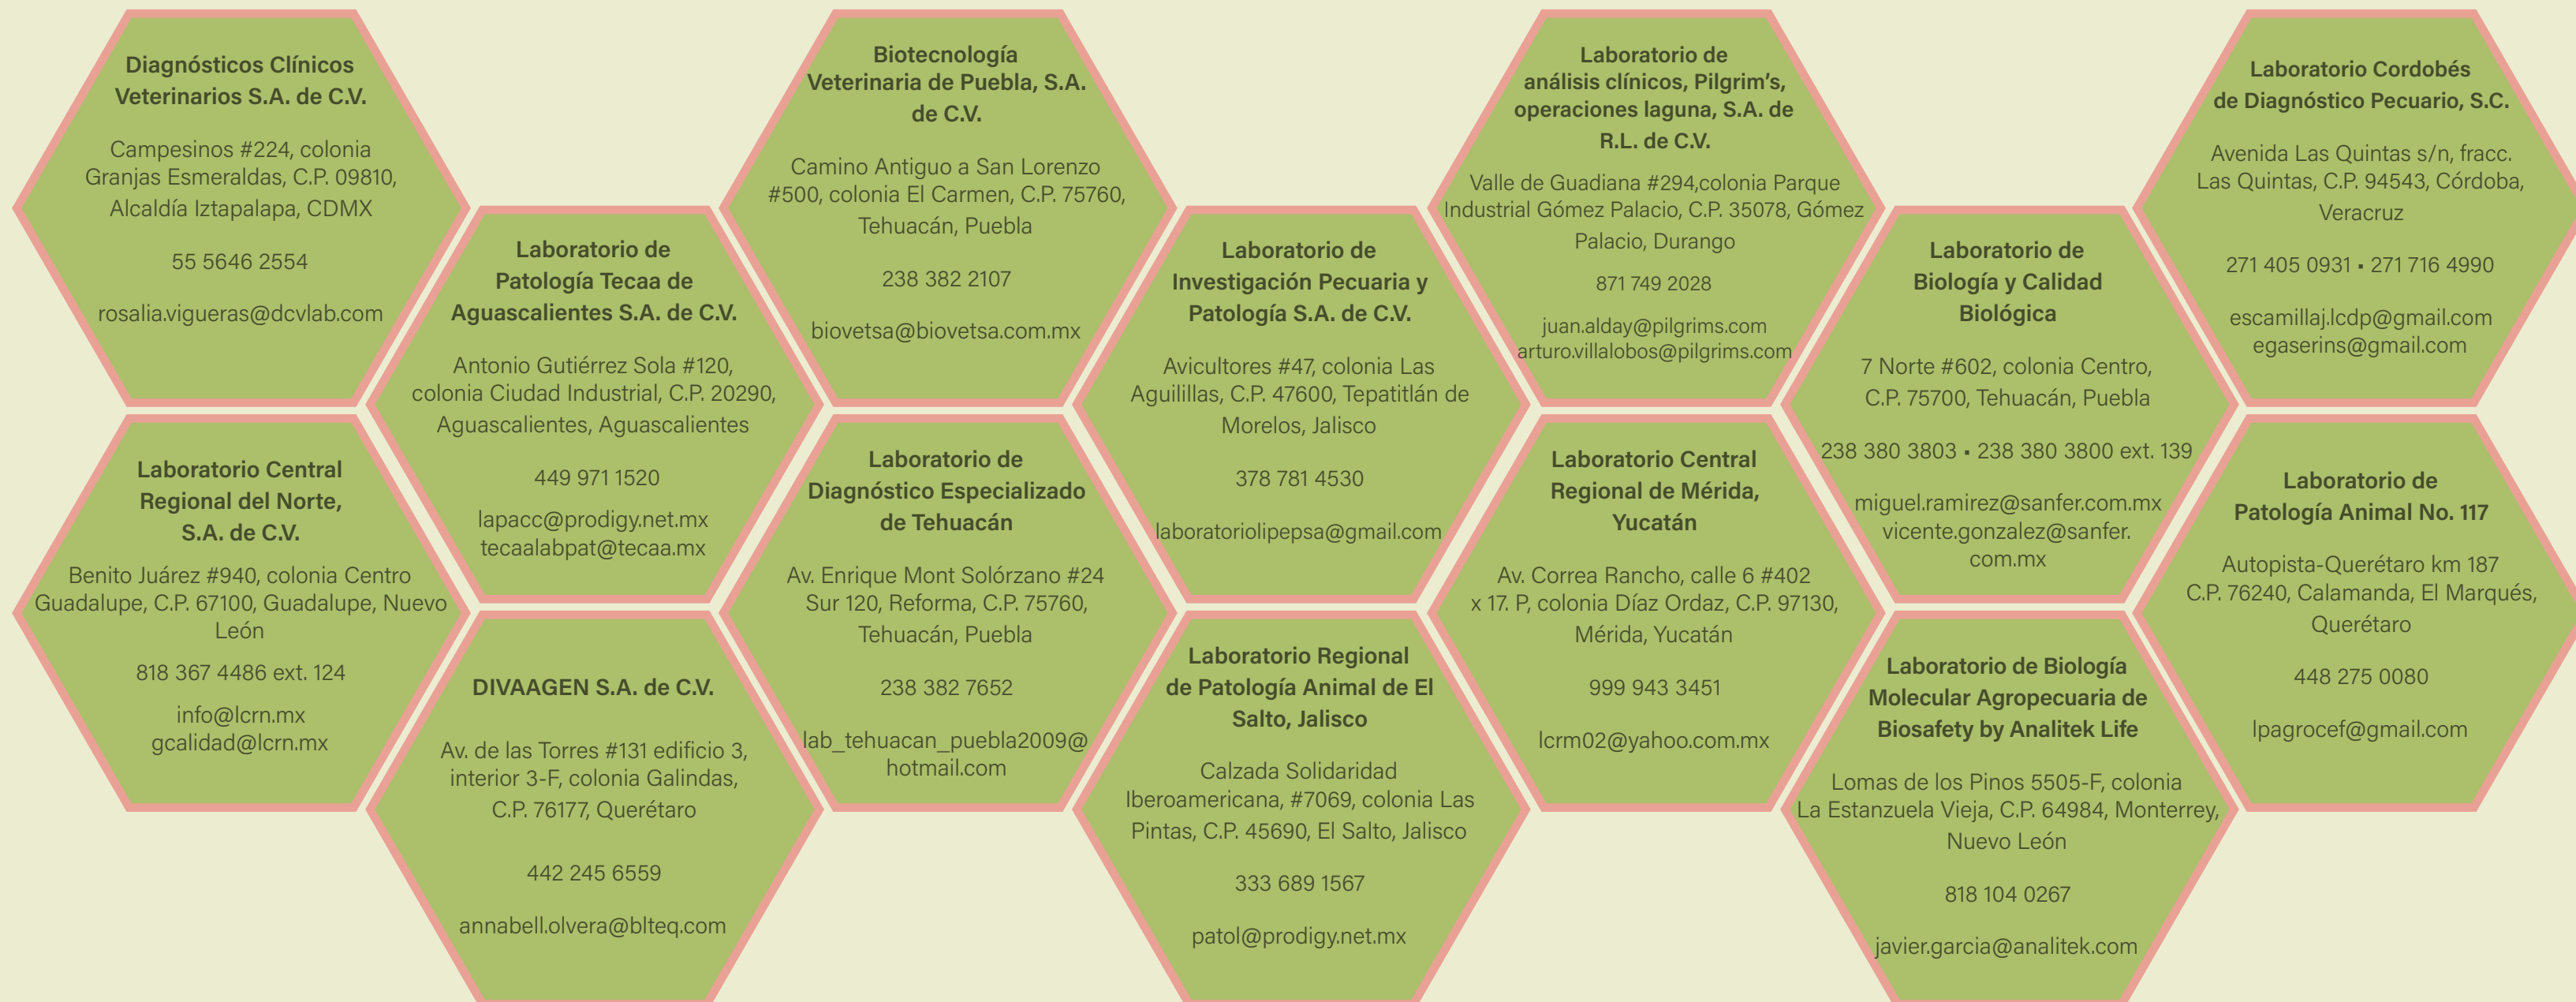 Diagnósticos Clínicos
Veterinarios S.A. de C.V.
Campesinos #224, colonia
Granjas Esmeraldas, C.P. 09810,
Alcaldía Iztapalapa, CDMX
55 5646 2554
rosalia.vigueras@dcvlab.com
Laboratorio Central
Regional del Norte,
S.A. de C.V.
Benito Juárez #940, colonia Centro
Guadalupe, C.P. 67100, Guadalupe, Nuevo
León
818 367 4486 ext. 124
info@lcrn.mx
gcalidad@lcrn.mx
Laboratorio de
Patología Tecaa de
Aguascalientes S.A. de C.V.
Antonio Gutiérrez Sola #120,
colonia Ciudad Industrial, C.P. 20290,
Aguascalientes, Aguascalientes
449 971 1520
lapacc@prodigy.net.mx
tecaalabpat@tecaa.mx
DIVAAGEN S.A. de C.V.
Av. de las Torres #131 edificio 3,
interior 3-F, colonia Galindas,
C.P. 76177, Querétaro
442 245 6559
annabell.olvera@blteq.com
Biotecnología
Veterinaria de Puebla, S.A.
de C.V.
Camino Antiguo a San Lorenzo
#500, colonia El Carmen, C.P. 75760,
Tehuacán, Puebla
238 382 2107
biovetsa@biovetsa.com.mx
Laboratorio de
Diagnóstico Especializado
de Tehuacán
Av. Enrique Mont Solórzano #24
Sur 120, Reforma, C.P. 75760,
Tehuacán, Puebla
238 382 7652
lab_tehuacan_puebla2009@
hotmail.com
Laboratorio de
Investigación Pecuaria y
Patología S.A. de C.V.
Avicultores #47, colonia Las
Aguilillas, C.P. 47600, Tepatitlán de
Morelos, Jalisco
378 781 4530
laboratoriolipepsa@gmail.com
Laboratorio Regional
de Patología Animal de El
Salto, Jalisco
Calzada Solidaridad
Iberoamericana, #7069, colonia Las
Pintas, C.P. 45690, El Salto, Jalisco
333 689 1567
patol@prodigy.net.mx
Laboratorio de
análisis clínicos, Pilgrim’s,
operaciones laguna, S.A. de
R.L. de C.V.
Valle de Guadiana #294,colonia Parque
Industrial Gómez Palacio, C.P. 35078, Gómez
Palacio, Durango
871 749 2028
juan.alday@pilgrims.com
arturo.villalobos@pilgrims.com
Laboratorio Central
Regional de Mérida,
Yucatán
Av. Correa Rancho, calle 6 #402
x 17. P, colonia Díaz Ordaz, C.P. 97130,
Mérida, Yucatán
999 943 3451
lcrm02@yahoo.com.mx
Laboratorio de
Biología y Calidad
Biológica
7 Norte #602, colonia Centro,
C.P. 75700, Tehuacán, Puebla
238 380 3803 ▪ 238 380 3800 ext. 139
miguel.ramirez@sanfer.com.mx
vicente.gonzalez@sanfer.
com.mx
Laboratorio de Biología
Molecular Agropecuaria de
Biosafety by Analitek Life
Lomas de los Pinos 5505-F, colonia
La Estanzuela Vieja, C.P. 64984, Monterrey,
Nuevo León
818 104 0267
javier.garcia@analitek.com
Laboratorio Cordobés
de Diagnóstico Pecuario, S.C.
Avenida Las Quintas s/n, fracc.
Las Quintas, C.P. 94543, Córdoba,
Veracruz
271 405 0931 ▪ 271 716 4990
escamillaj.lcdp@gmail.com
egaserins@gmail.com
Laboratorio de
Patología Animal No. 117
Autopista-Querétaro km 187
C.P. 76240, Calamanda, El Marqués,
Querétaro
448 275 0080
lpagrocef@gmail.com